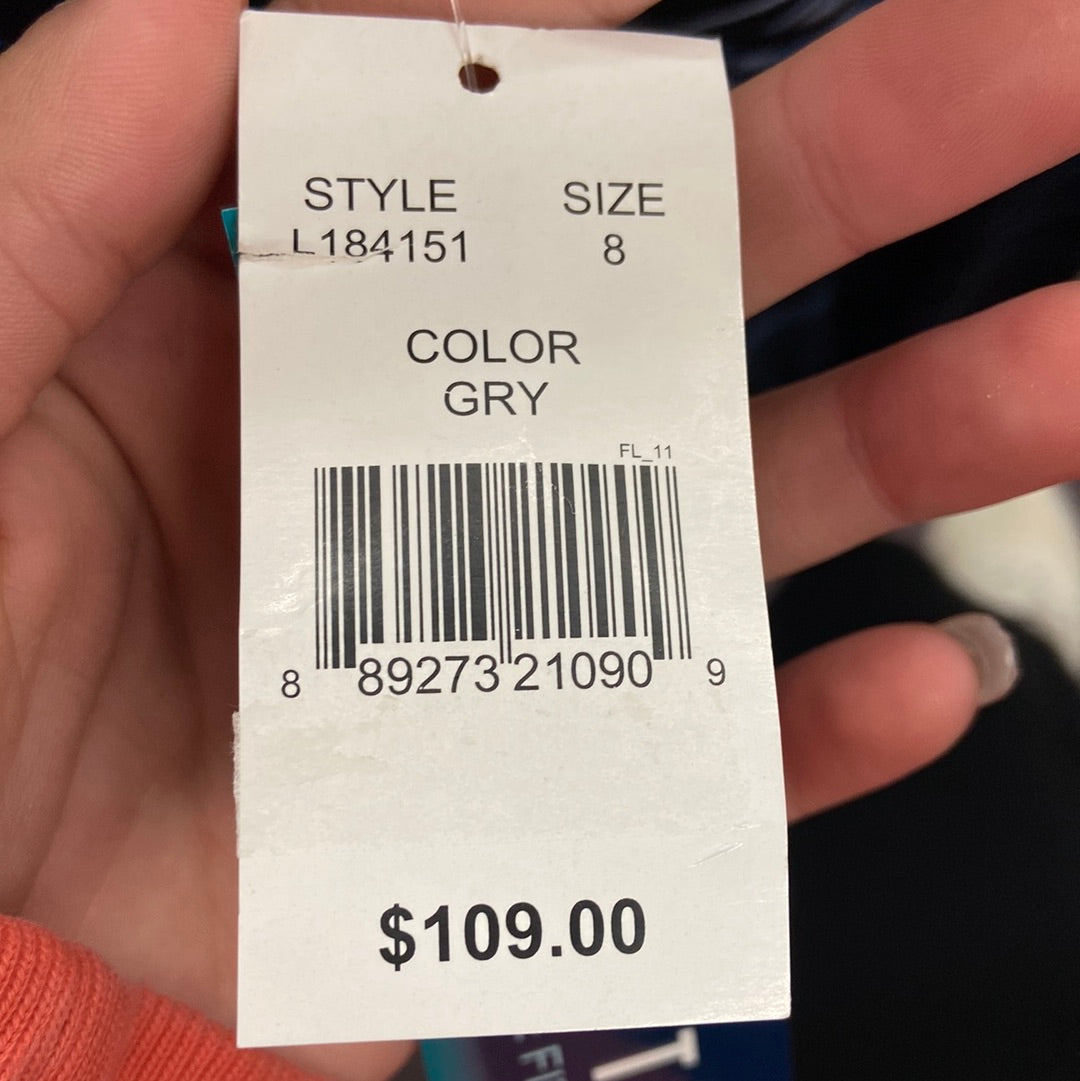 STYLE SIZE
L184151 8
COLOR
GRY
FL_11
8 89273 21090 9
$109.00